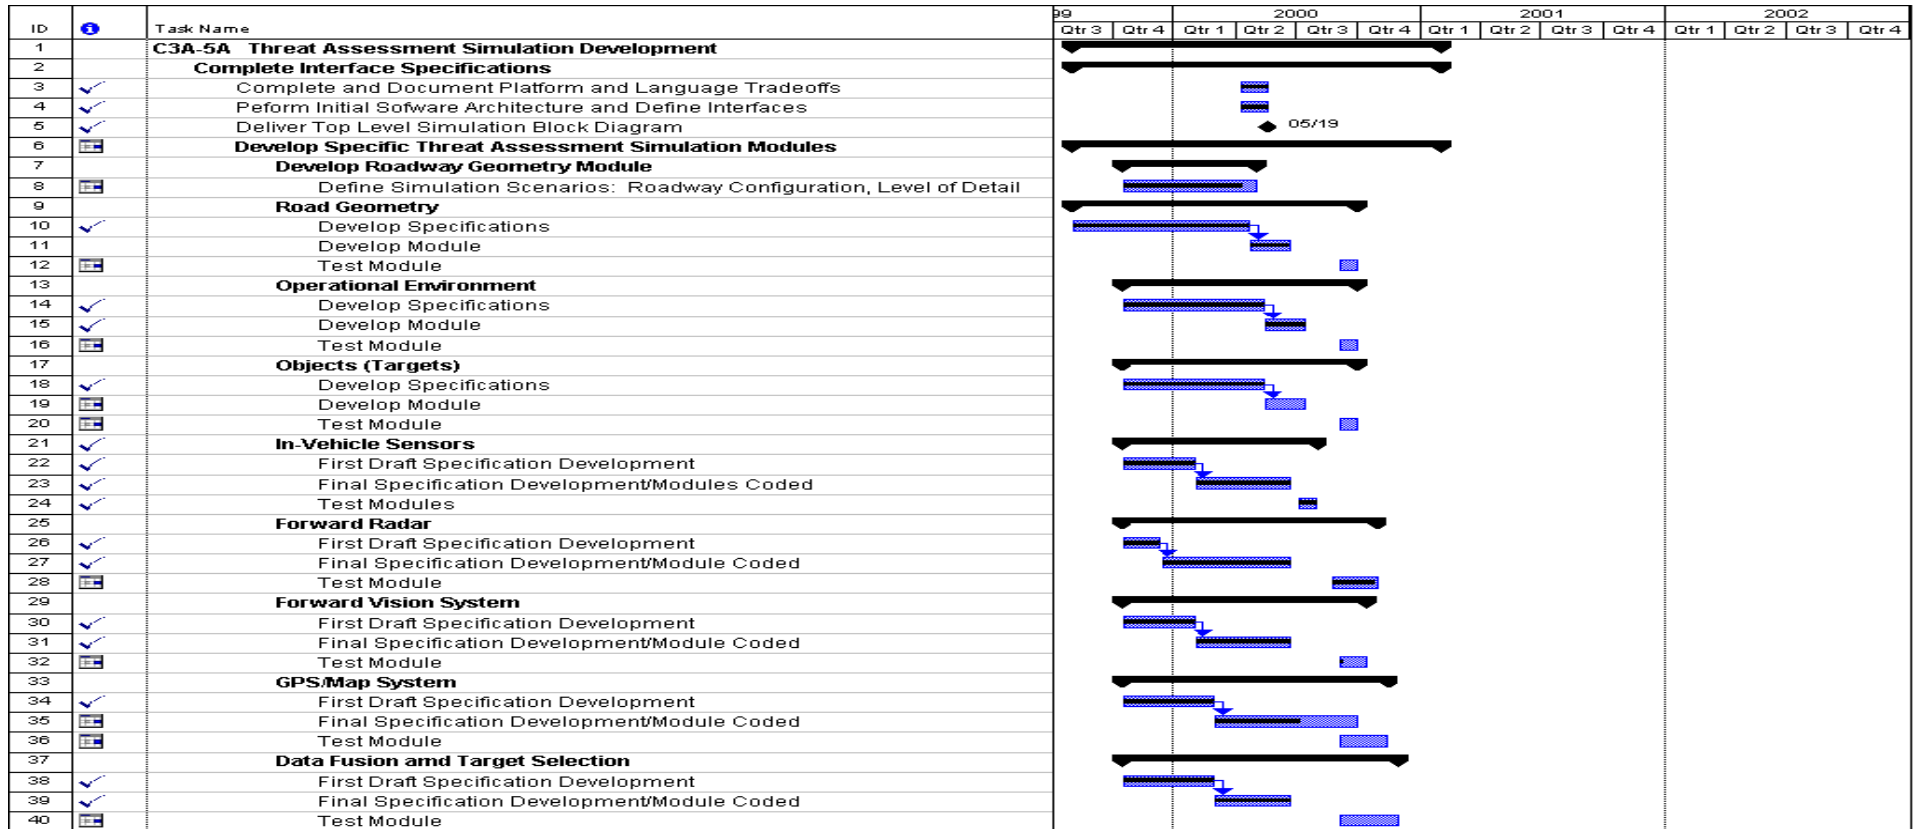 99 2000 2001 2002
ID Task Name Qtr 3 Qtr 4 Qtr 1 Qtr 2 Qtr 3 Qtr 4 Qtr 1 Qtr 2 Qtr 3 Qtr 4 Qtr 1 Qtr 2 Qtr 3 Qtr 4
1 C3A-5A Threat Assessment Simulation Development
2 Complete Interface Specifications
3 Complete and Document Platform and Language Tradeoffs
4 Peform Initial Sofware Architecture and Define Interfaces
5 Deliver Top Level Simulation Block Diagram 05/19
6 Develop Specific Threat Assessment Simulation Modules
7 Develop Roadway Geometry Module
8 Define Simulation Scenarios: Roadway Configuration, Level of Detail
9 Road Geometry
10 Develop Specifications
11 Develop Module
12 Test Module
13 Operational Environment
14 Develop Specifications
15 Develop Module
16 Test Module
17 Objects (Targets)
18 Develop Specifications
19 Develop Module
20 Test Module
21 In-Vehicle Sensors
22 First Draft Specification Development
23 Final Specification Development/Modules Coded
24 Test Modules
25 Forward Radar
26 First Draft Specification Development
27 Final Specification Development/Module Coded
28 Test Module
29 Forward Vision System
30 First Draft Specification Development
31 Final Specification Development/Module Coded
32 Test Module
33 GPS/Map System
34 First Draft Specification Development
35 Final Specification Development/Module Coded
36 Test Module
37 Data Fusion amd Target Selection
38 First Draft Specification Development
39 Final Specification Development/Module Coded
40 Test Module